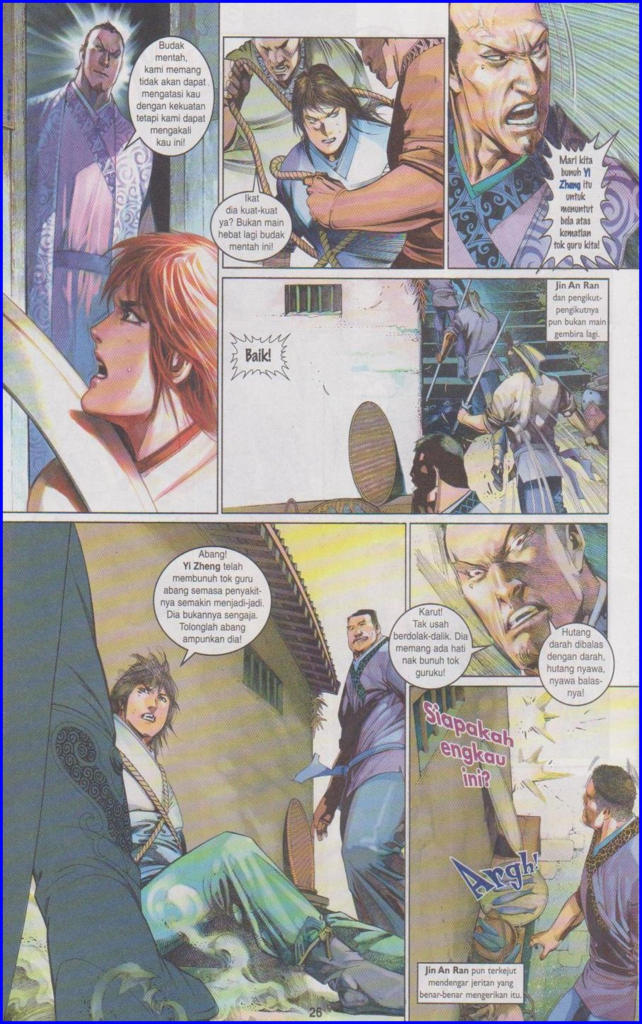 Budak
mentah,
kami memang
tidak akan dapat
mengatasi kau
dengan kekuatan
tetapi kami dapat
mengakali
kau ini!
Ikat
dia kuat-kuat
ya? Bukan main
hebat lagi budak
mentah ini!
Mari kita
bunuh Yi
Zheng itu
untuk
menuntut
bela atas
kematian
tok guru kita!
Baik!
Jin An Ran
dan pengikut-
pengikutnya
pun bukan main
gembira lagi.
Abang!
Yi Zheng telah
membunuh tok guru
abang semasa penyakit-
nya semakin menjadi-jadi.
Dia bukannya sengaja.
Tolonglah abang
ampunkan dia!
Karut!
Tak usah
berdolak-dalik. Dia
memang ada hati
nak bunuh tok
guruku!
Hutang
darah dibalas
dengan darah,
hutang nyawa,
nyawa balas-
nya!
Siapakah
engkau
ini?
Argh!
Jin An Ran pun terkejut
mendengar jeritan yang
benar-benar mengerikan itu.
26